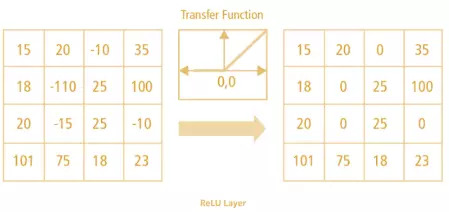 Transfer Function
15 20 -10 35
18 -110 25 100
20 -15 25 -10
101 75 18 23
0,0
15 20 0 35
18 0 25 100
20 0 25 0
101 75 18 23
ReLU Layer